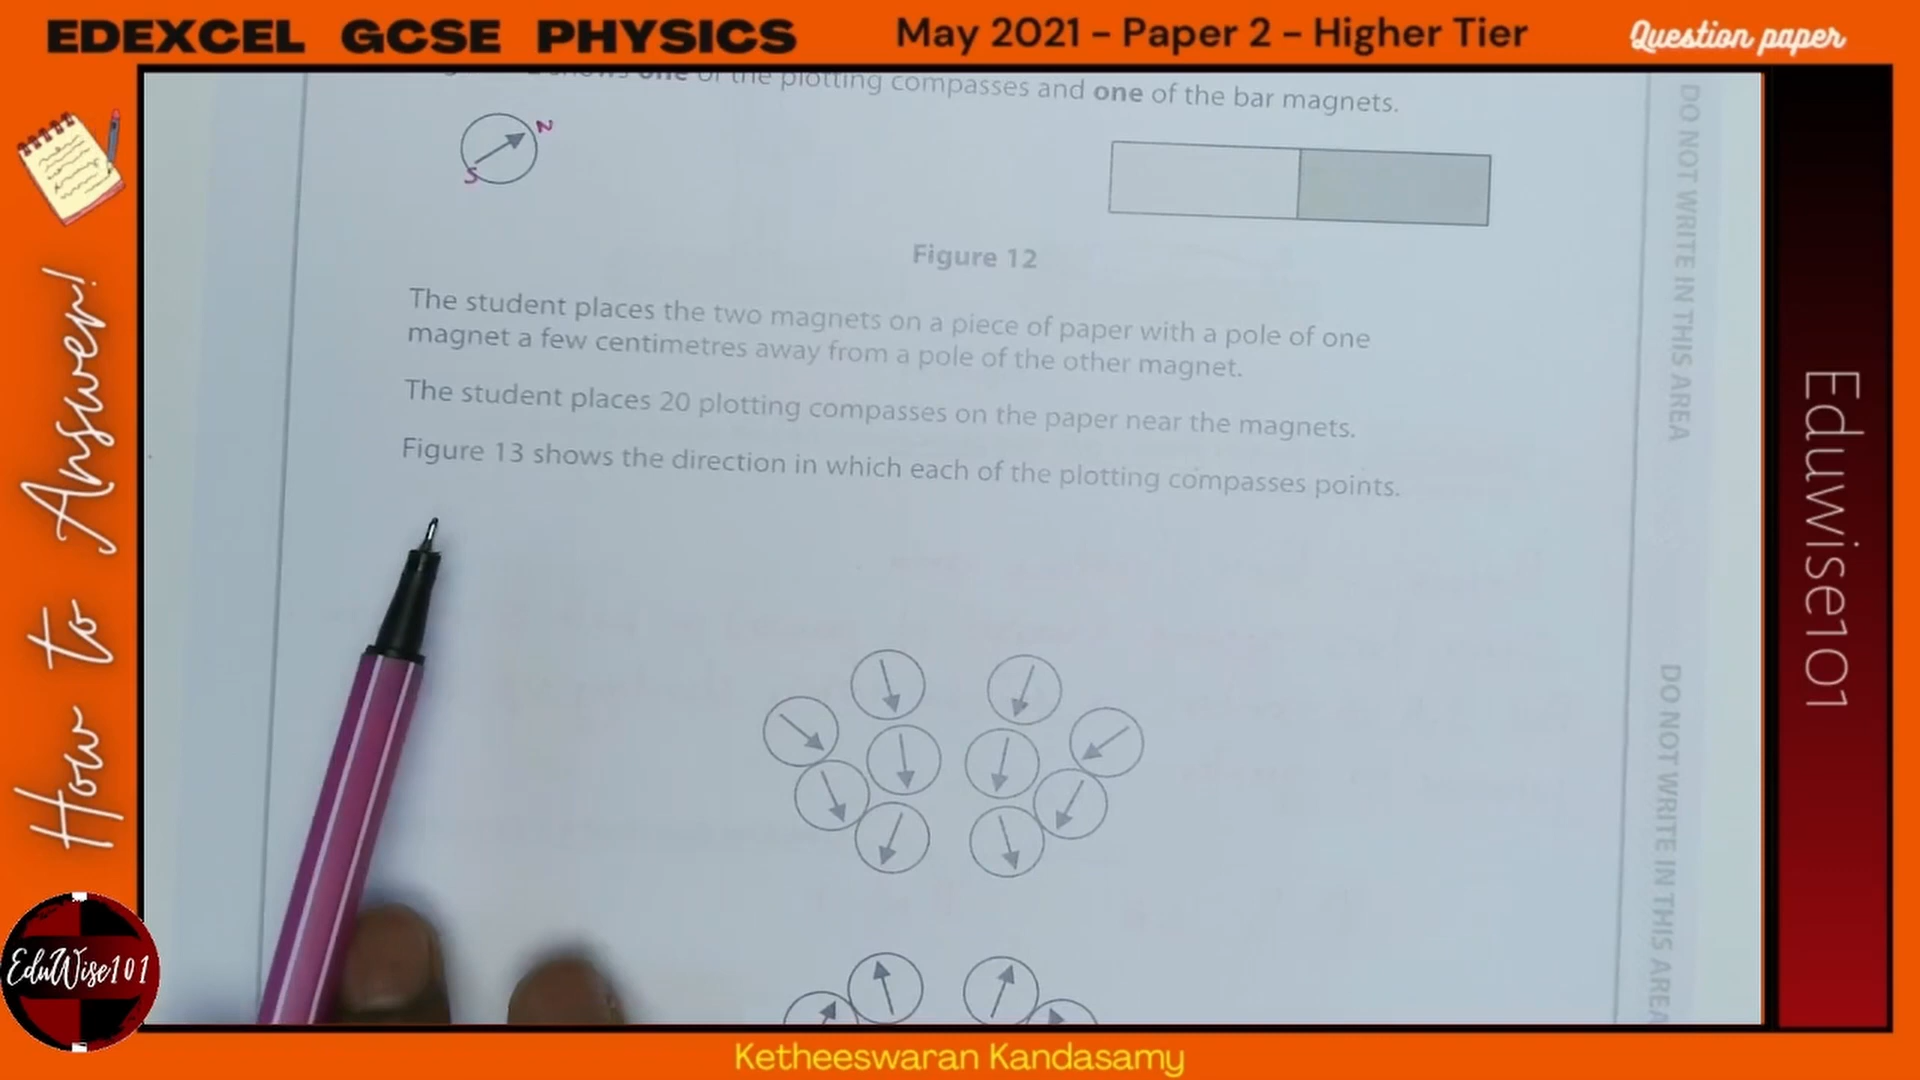 EDEXCEL GCSE PHYSICS
May 2021 – Paper 2 – Higher Tier
Question paper
one of the plotting compasses and one of the bar magnets.
N
S
Figure 12
The student places the two magnets on a piece of paper with a pole of one
magnet a few centimetres away from a pole of the other magnet.
The student places 20 plotting compasses on the paper near the magnets.
Figure 13 shows the direction in which each of the plotting compasses points.
DO NOT WRITE IN THIS AREA
DO NOT WRITE IN THIS AREA
How to Answer!
Eduwise101
EduWise101
Ketheeswaran Kandasamy